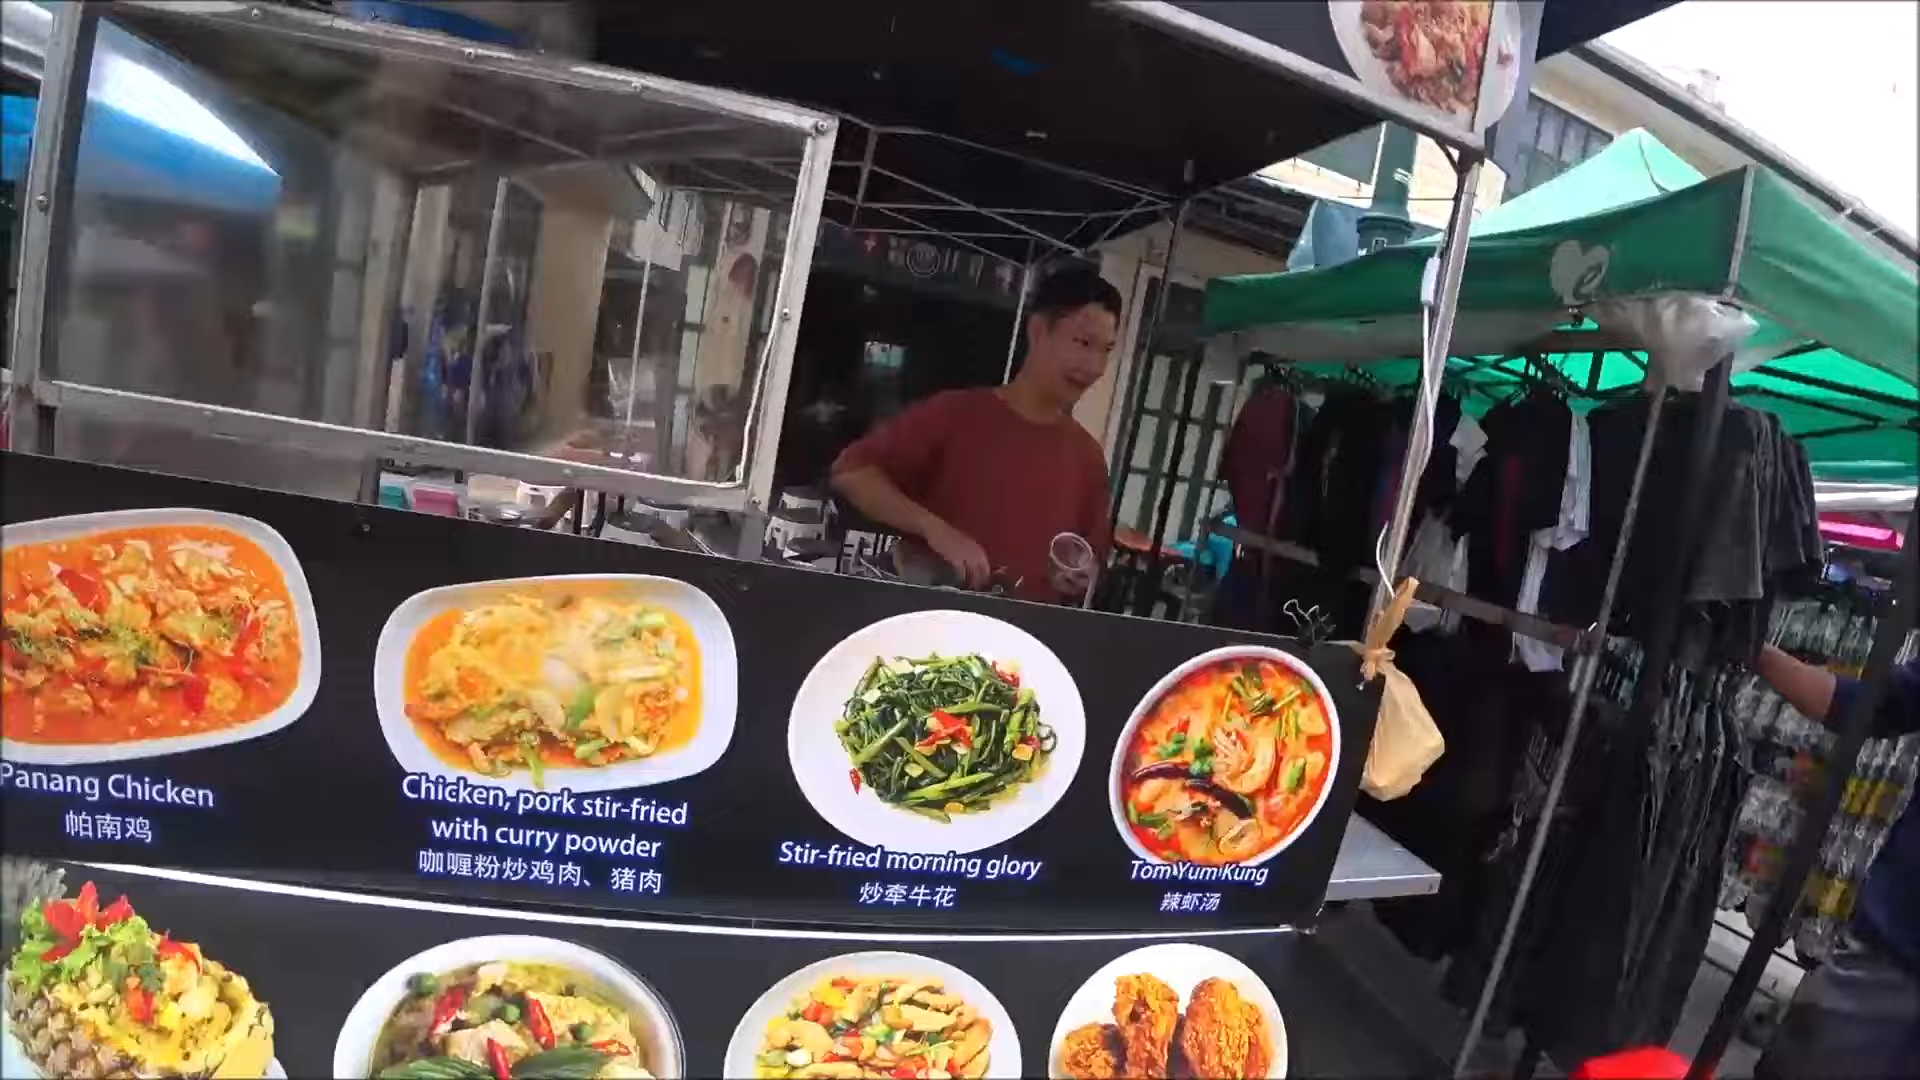 Panang Chicken
帕南鸡
Chicken, pork stir-fried
with curry powder
咖喱粉炒鸡肉、猪肉
Stir-fried morning glory
炒牵牛花
Tom Yum Kung
辣虾汤